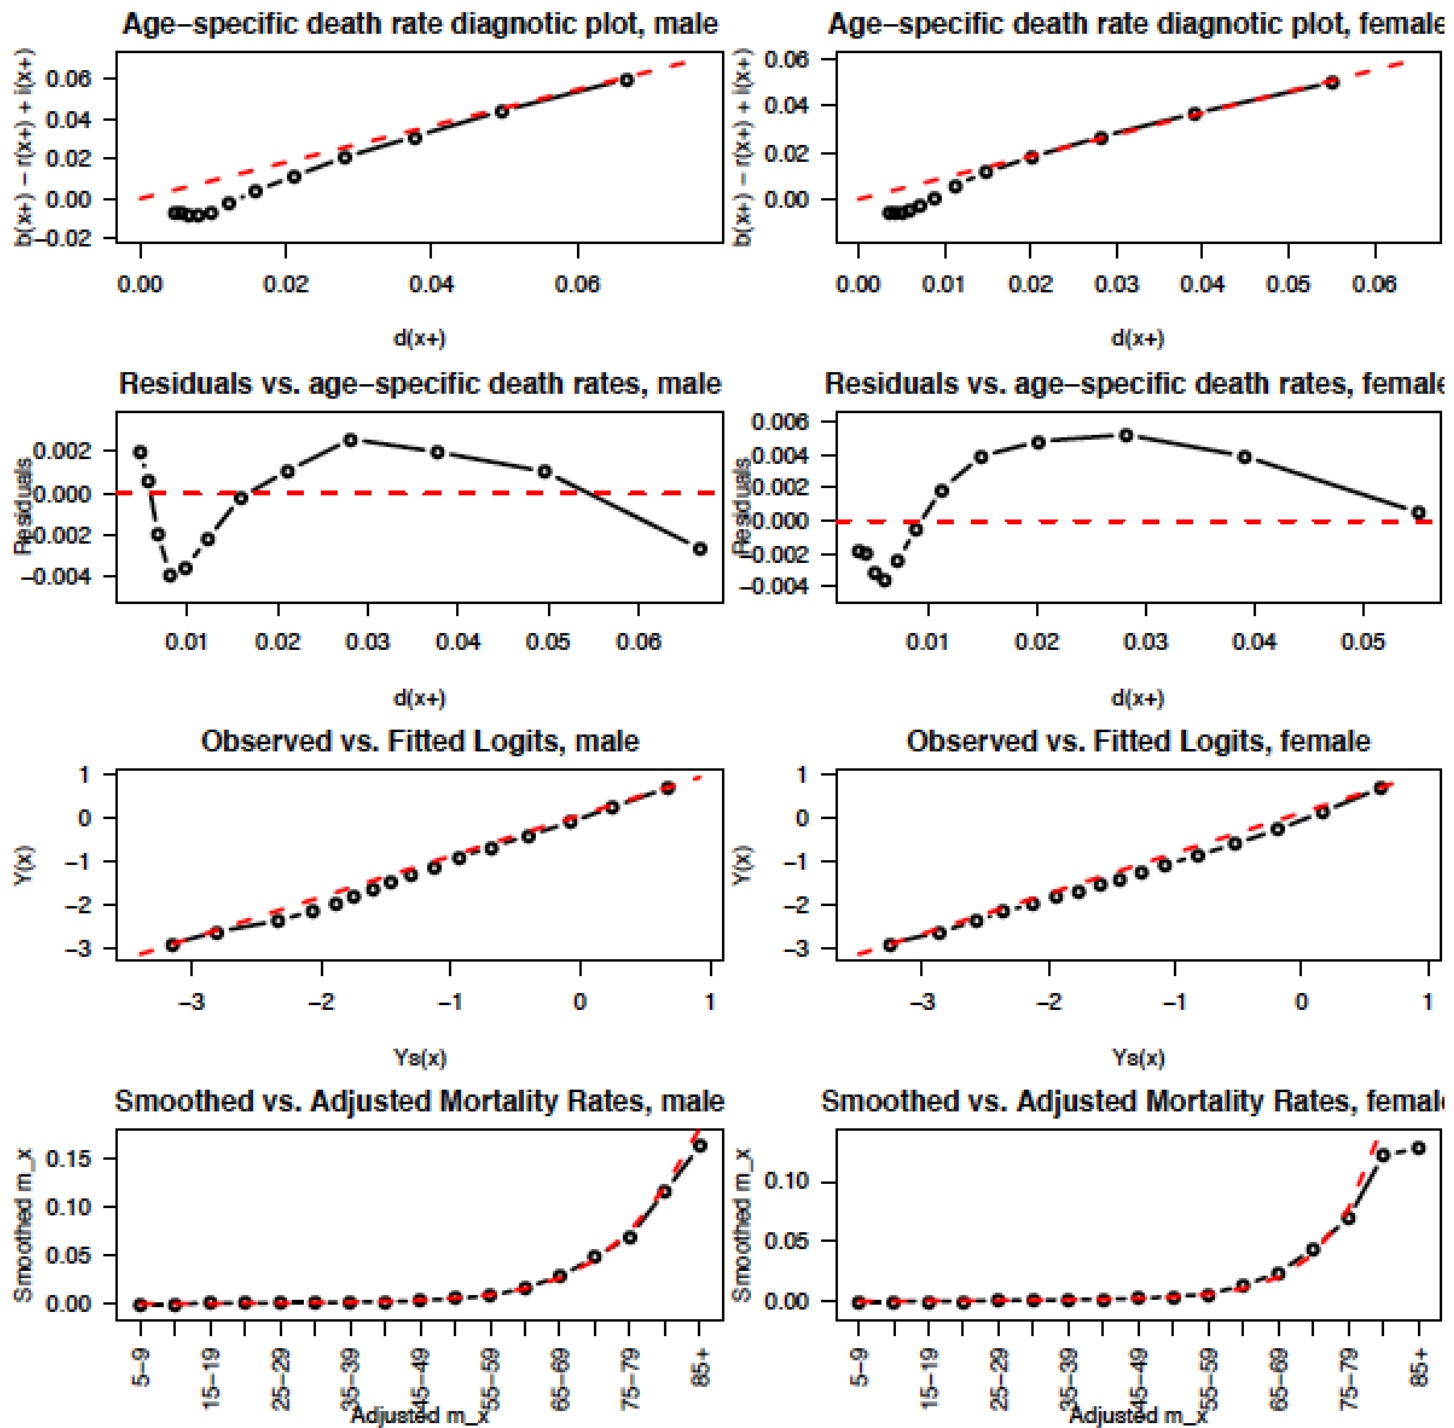 Age−specific death rate diagnotic plot, male
b(x+) − r(x+) + i(x+)
0.06
0.04
0.02
0.00
−0.02
0.00 0.02 0.04 0.06
d(x+)
Age−specific death rate diagnotic plot, female
b(x+) − r(x+) + i(x+)
0.06
0.04
0.02
0.00
0.00 0.01 0.02 0.03 0.04 0.05 0.06
d(x+)
Residuals vs. age−specific death rates, male
Residuals
0.002
0.000
−0.002
−0.004
0.01 0.02 0.03 0.04 0.05 0.06
d(x+)
Residuals vs. age−specific death rates, female
Residuals
0.006
0.004
0.002
0.000
−0.002
−0.004
0.01 0.02 0.03 0.04 0.05
d(x+)
Observed vs. Fitted Logits, male
Y(x)
1
0
−1
−2
−3
−3 −2 −1 0 1
Ys(x)
Observed vs. Fitted Logits, female
Y(x)
1
0
−1
−2
−3
−3 −2 −1 0 1
Ys(x)
Smoothed vs. Adjusted Mortality Rates, male
Smoothed m_x
0.15
0.10
0.05
0.00
5−9 15−19 25−29 35−39 45−49 55−59 65−69 75−79 85+
Adjusted m_x
Smoothed vs. Adjusted Mortality Rates, female
Smoothed m_x
0.10
0.05
0.00
5−9 15−19 25−29 35−39 45−49 55−59 65−69 75−79 85+
Adjusted m_x